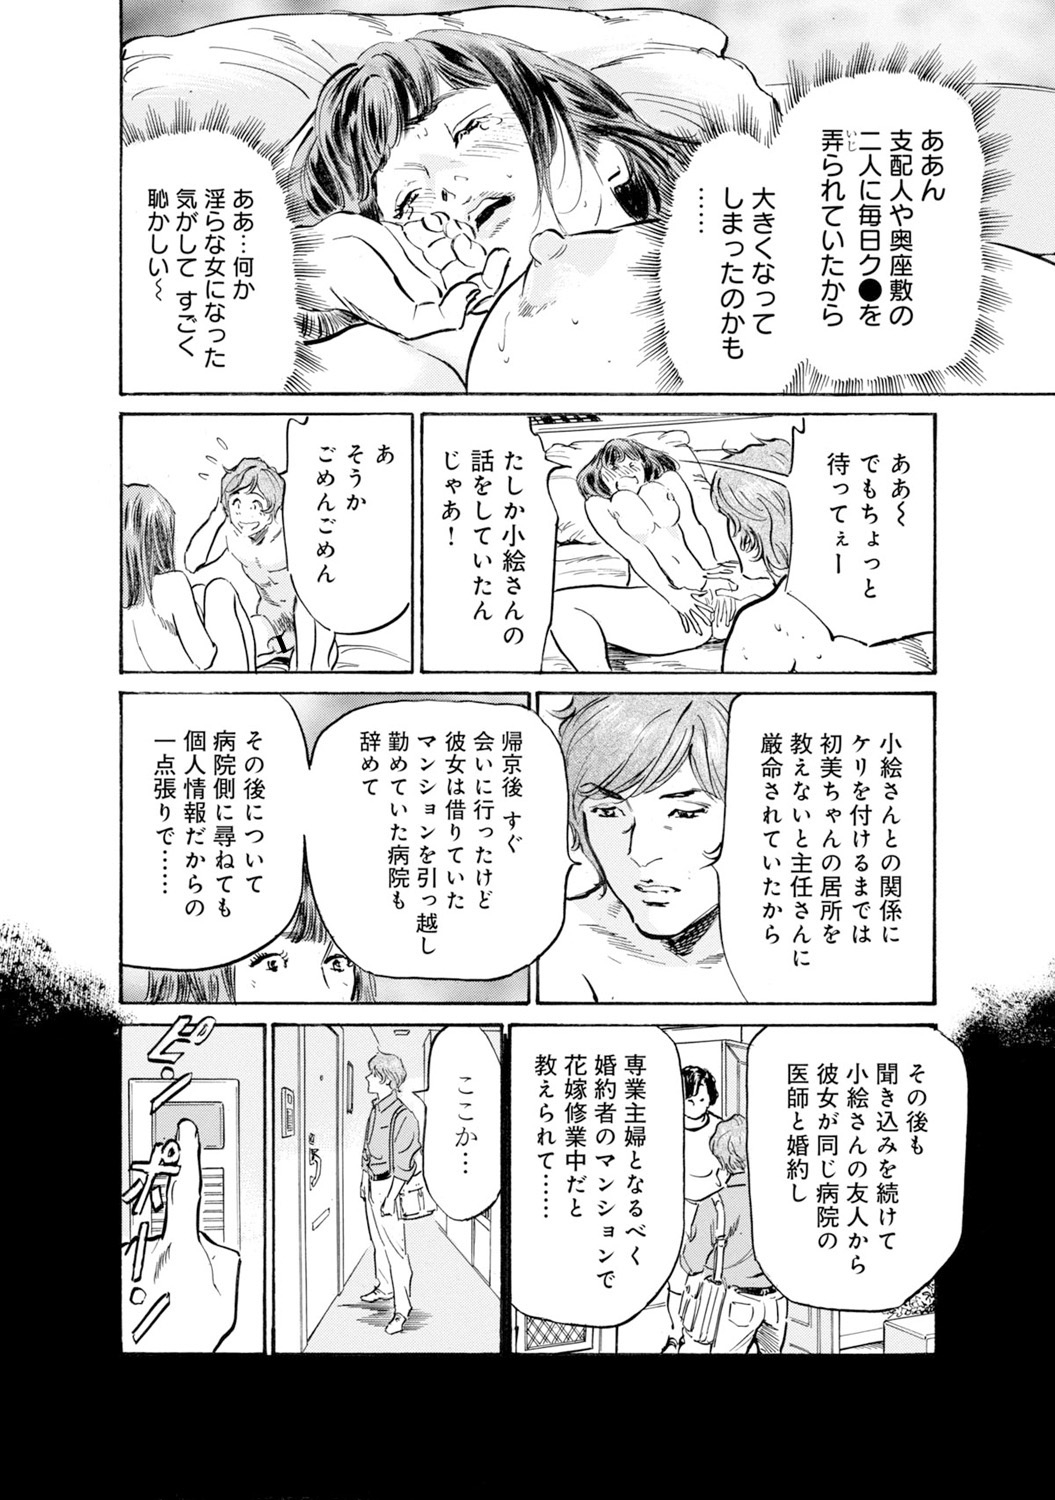 ああん
支配人や奥座敷の
二人に毎日ク●を
弄られていたから
いじ
大きくなって
しまったのかも
……
ああ…何か
淫らな女になった
気がして すごく
恥かしい〜
ああ〜
でもちょっと
待ってぇー
たしか小絵さんの
話をしていたん
じゃあ！
あ
そうか
ごめんごめん
小絵さんとの関係に
ケリを付けるまでは
初美ちゃんの居所を
教えないと主任さんに
厳命されていたから
帰京後 すぐ
会いに行ったけど
彼女は借りていた
マンションを引っ越し
勤めていた病院も
辞めて
その後について
病院側に尋ねても
個人情報だからの
一点張りで……
その後も
聞き込みを続けて
小絵さんの友人から
彼女が同じ病院の
医師と婚約し
専業主婦となるべく
婚約者のマンションで
花嫁修業中だと
教えられて……
ここか…
ピンポーン！